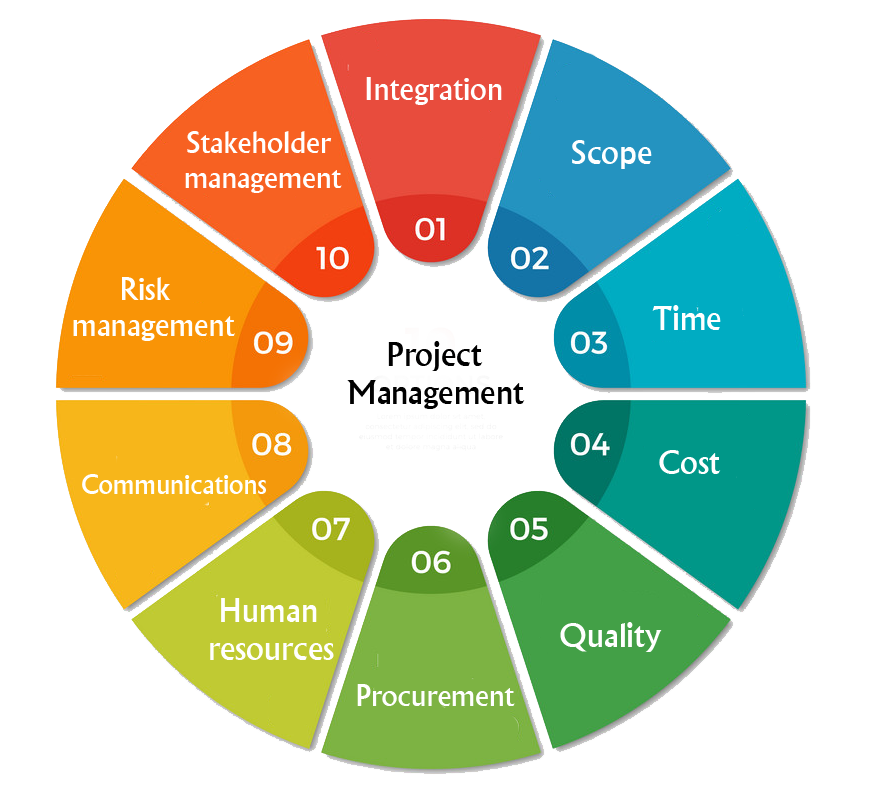 Integration
01
Scope
02
Time
03
Cost
04
Quality
05
Procurement
06
Human
resources
07
Communications
08
Risk
management
09
Stakeholder
management
10
Project
Management